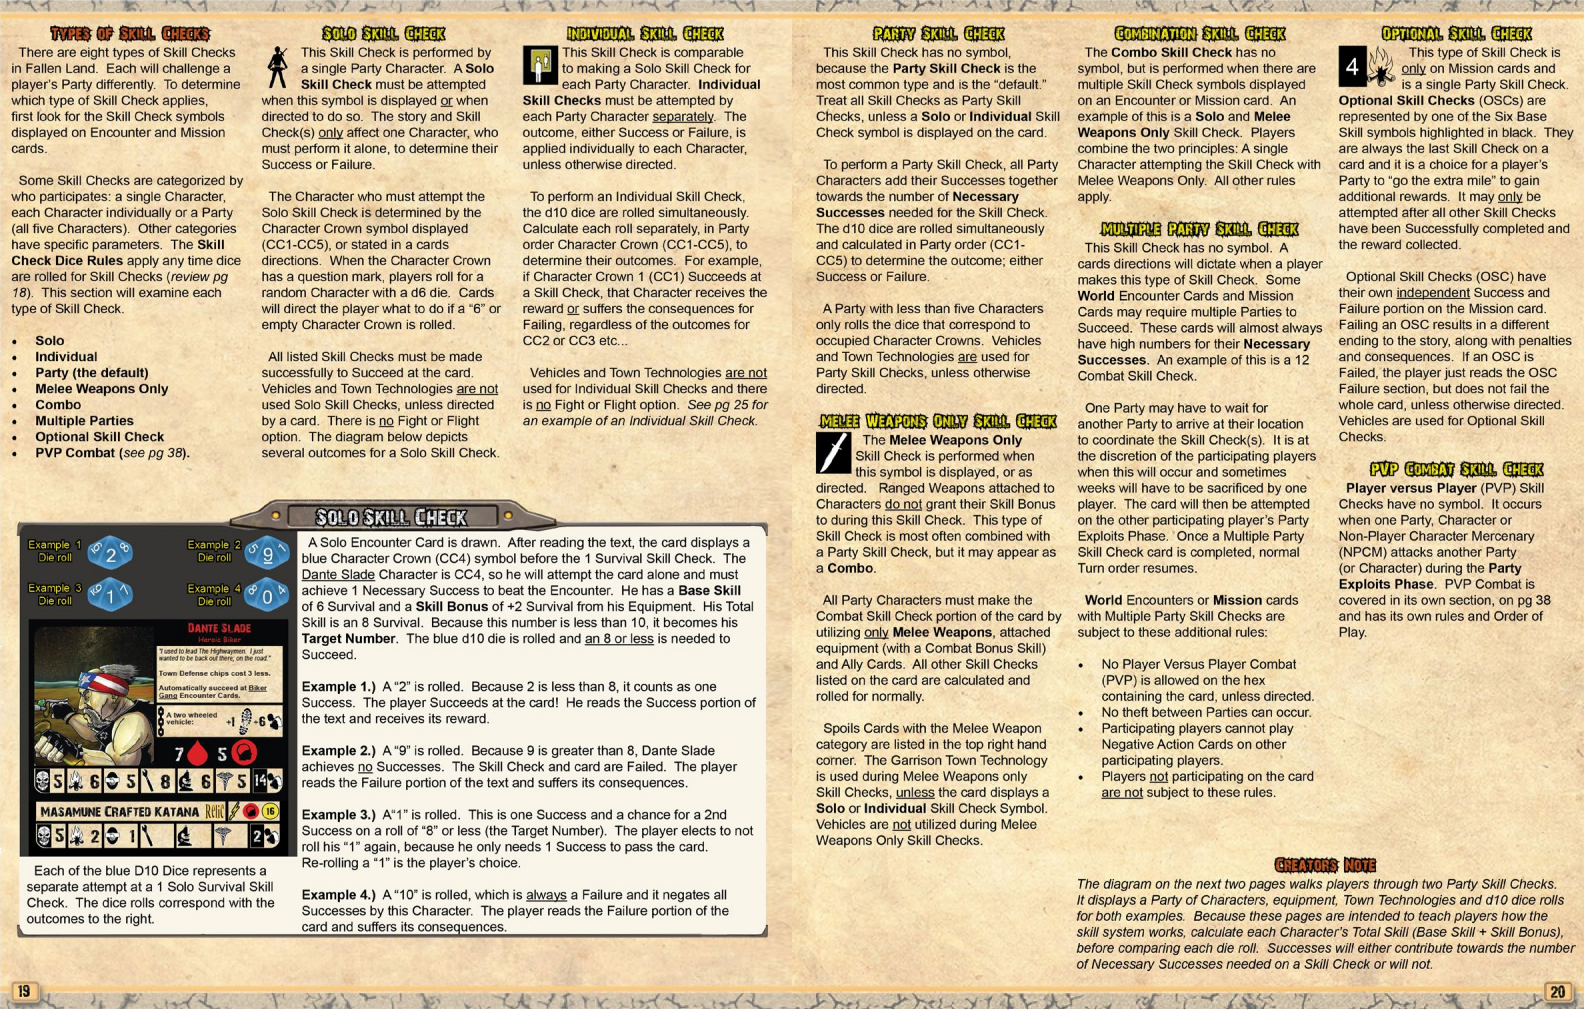 TYPES OF SKILL CHECKS
There are eight types of Skill Checks
in Fallen Land. Each will challenge a
player's Party differently. To determine
which type of Skill Check applies,
first look for the Skill Check symbols
displayed on Encounter and Mission
cards.
Some Skill Checks are categorized by
who participates: a single Character,
each Character individually or a Party
(all five Characters). Other categories
have specific parameters. The Skill
Check Dice Rules apply any time dice
are rolled for Skill Checks (review pg
18). This section will examine each
type of Skill Check.
• Solo
• Individual
• Party (the default)
• Melee Weapons Only
• Combo
• Multiple Parties
• Optional Skill Check
• PVP Combat (see pg 38).
SOLO SKILL CHECK
This Skill Check is performed by
a single Party Character. A Solo
Skill Check must be attempted
when this symbol is displayed or when
directed to do so. The story and Skill
Check(s) only affect one Character, who
must perform it alone, to determine their
Success or Failure.
The Character who must attempt the
Solo Skill Check is determined by the
Character Crown symbol displayed
(CC1-CC5), or stated in a cards
directions. When the Character Crown
has a question mark, players roll for a
random Character with a d6 die. Cards
will direct the player what to do if a "6" or
empty Character Crown is rolled.
All listed Skill Checks must be made
successfully to Succeed at the card.
Vehicles and Town Technologies are not
used Solo Skill Checks, unless directed
by a card. There is no Fight or Flight
option. The diagram below depicts
several outcomes for a Solo Skill Check.
INDIVIDUAL SKILL CHECK
This Skill Check is comparable
to making a Solo Skill Check for
each Party Character. Individual
Skill Checks must be attempted by
each Party Character separately. The
outcome, either Success or Failure, is
applied individually to each Character,
unless otherwise directed.
To perform an Individual Skill Check,
the d10 dice are rolled simultaneously.
Calculate each roll separately, in Party
order Character Crown (CC1-CC5), to
determine their outcomes. For example,
if Character Crown 1 (CC1) Succeeds at
a Skill Check, that Character receives the
reward or suffers the consequences for
Failing, regardless of the outcomes for
CC2 or CC3 etc...
Vehicles and Town Technologies are not
used for Individual Skill Checks and there
is no Fight or Flight option. See pg 25 for
an example of an Individual Skill Check.
SOLO SKILL CHECK
Example 1
Die roll
2
Example 2
Die roll
9
Example 3
Die roll
1
Example 4
Die roll
0
DANTE SLADE
Heroic Biker
"I used to lead The Highwaymen. I just
wanted to be back out there, on the road."
Town Defense chips cost 3 less.
Automatically succeed at Biker
Gang Encounter Cards.
A two wheeled
vehicle: +1 +6
7 5
5 6 5 8 6 5 14
MASAMUNE CRAFTED KATANA Relic 16
5 2 1 2
Each of the blue D10 Dice represents a
separate attempt at a 1 Solo Survival Skill
Check. The dice rolls correspond with the
outcomes to the right.
A Solo Encounter Card is drawn. After reading the text, the card displays a
blue Character Crown (CC4) symbol before the 1 Survival Skill Check. The
Dante Slade Character is CC4, so he will attempt the card alone and must
achieve 1 Necessary Success to beat the Encounter. He has a Base Skill
of 6 Survival and a Skill Bonus of +2 Survival from his Equipment. His Total
Skill is an 8 Survival. Because this number is less than 10, it becomes his
Target Number. The blue d10 die is rolled and an 8 or less is needed to
Succeed.
Example 1.) A "2" is rolled. Because 2 is less than 8, it counts as one
Success. The player Succeeds at the card! He reads the Success portion of
the text and receives its reward.
Example 2.) A "9" is rolled. Because 9 is greater than 8, Dante Slade
achieves no Successes. The Skill Check and card are Failed. The player
reads the Failure portion of the text and suffers its consequences.
Example 3.) A"1" is rolled. This is one Success and a chance for a 2nd
Success on a roll of "8" or less (the Target Number). The player elects to not
roll his "1" again, because he only needs 1 Success to pass the card.
Re-rolling a "1" is the player's choice.
Example 4.) A "10" is rolled, which is always a Failure and it negates all
Successes by this Character. The player reads the Failure portion of the
card and suffers its consequences.
19
PARTY SKILL CHECK
This Skill Check has no symbol,
because the Party Skill Check is the
most common type and is the "default."
Treat all Skill Checks as Party Skill
Checks, unless a Solo or Individual Skill
Check symbol is displayed on the card.
To perform a Party Skill Check, all Party
Characters add their Successes together
towards the number of Necessary
Successes needed for the Skill Check.
The d10 dice are rolled simultaneously
and calculated in Party order (CC1-
CC5) to determine the outcome; either
Success or Failure.
A Party with less than five Characters
only rolls the dice that correspond to
occupied Character Crowns. Vehicles
and Town Technologies are used for
Party Skill Checks, unless otherwise
directed.
MELEE WEAPONS ONLY SKILL CHECK
The Melee Weapons Only
Skill Check is performed when
this symbol is displayed, or as
directed. Ranged Weapons attached to
Characters do not grant their Skill Bonus
to during this Skill Check. This type of
Skill Check is most often combined with
a Party Skill Check, but it may appear as
a Combo.
All Party Characters must make the
Combat Skill Check portion of the card by
utilizing only Melee Weapons, attached
equipment (with a Combat Bonus Skill)
and Ally Cards. All other Skill Checks
listed on the card are calculated and
rolled for normally.
Spoils Cards with the Melee Weapon
category are listed in the top right hand
corner. The Garrison Town Technology
is used during Melee Weapons only
Skill Checks, unless the card displays a
Solo or Individual Skill Check Symbol.
Vehicles are not utilized during Melee
Weapons Only Skill Checks.
COMBINATION SKILL CHECK
The Combo Skill Check has no
symbol, but is performed when there are
multiple Skill Check symbols displayed
on an Encounter or Mission card. An
example of this is a Solo and Melee
Weapons Only Skill Check. Players
combine the two principles: A single
Character attempting the Skill Check with
Melee Weapons Only. All other rules
apply.
MULTIPLE PARTY SKILL CHECK
This Skill Check has no symbol. A
cards directions will dictate when a player
makes this type of Skill Check. Some
World Encounter Cards and Mission
Cards may require multiple Parties to
Succeed. These cards will almost always
have high numbers for their Necessary
Successes. An example of this is a 12
Combat Skill Check.
One Party may have to wait for
another Party to arrive at their location
to coordinate the Skill Check(s). It is at
the discretion of the participating players
when this will occur and sometimes
weeks will have to be sacrificed by one
player. The card will then be attempted
on the other participating player's Party
Exploits Phase. Once a Multiple Party
Skill Check card is completed, normal
Turn order resumes.
World Encounters or Mission cards
with Multiple Party Skill Checks are
subject to these additional rules:
• No Player Versus Player Combat
(PVP) is allowed on the hex
containing the card, unless directed.
• No theft between Parties can occur.
• Participating players cannot play
Negative Action Cards on other
participating players.
• Players not participating on the card
are not subject to these rules.
OPTIONAL SKILL CHECK
4
This type of Skill Check is
only on Mission cards and
is a single Party Skill Check.
Optional Skill Checks (OSCs) are
represented by one of the Six Base
Skill symbols highlighted in black. They
are always the last Skill Check on a
card and it is a choice for a player's
Party to "go the extra mile" to gain
additional rewards. It may only be
attempted after all other Skill Checks
have been Successfully completed and
the reward collected.
Optional Skill Checks (OSC) have
their own independent Success and
Failure portion on the Mission card.
Failing an OSC results in a different
ending to the story, along with penalties
and consequences. If an OSC is
Failed, the player just reads the OSC
Failure section, but does not fail the
whole card, unless otherwise directed.
Vehicles are used for Optional Skill
Checks.
PVP COMBAT SKILL CHECK
Player versus Player (PVP) Skill
Checks have no symbol. It occurs
when one Party, Character or
Non-Player Character Mercenary
(NPCM) attacks another Party
(or Character) during the Party
Exploits Phase. PVP Combat is
covered in its own section, on pg 38
and has its own rules and Order of
Play.
CREATORS NOTE
The diagram on the next two pages walks players through two Party Skill Checks.
It displays a Party of Characters, equipment, Town Technologies and d10 dice rolls
for both examples. Because these pages are intended to teach players how the
skill system works, calculate each Character's Total Skill (Base Skill + Skill Bonus),
before comparing each die roll. Successes will either contribute towards the number
of Necessary Successes needed on a Skill Check or will not.
20